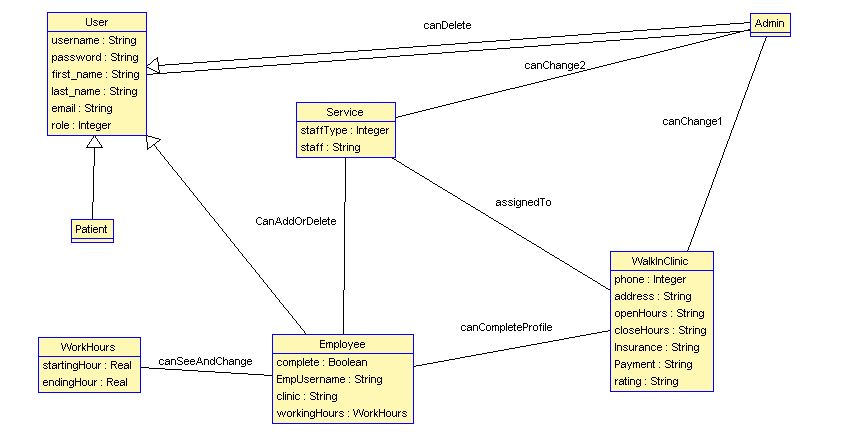 User
username : String
password : String
first_name : String
last_name : String
email : String
role : Integer
canDelete
Admin
canChange2
Service
staffType : Integer
staff : String
canChange1
Patient
assignedTo
CanAddOrDelete
WalkInClinic
phone : Integer
address : String
openHours : String
closeHours : String
Insurance : String
Payment : String
rating : String
canCompleteProfile
Employee
complete : Boolean
EmpUsername : String
clinic : String
workingHours : WorkHours
canSeeAndChange
WorkHours
startingHour : Real
endingHour : Real